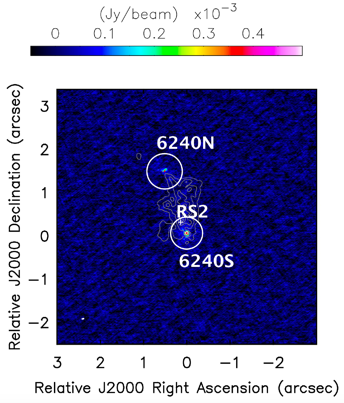 (Jy/beam) x10⁻³
0 0.1 0.2 0.3 0.4
Relative J2000 Declination (arcsec)
3
2
1
0
−1
−2
6240N
RS2
6240S
3 2 1 0 −1 −2
Relative J2000 Right Ascension (arcsec)